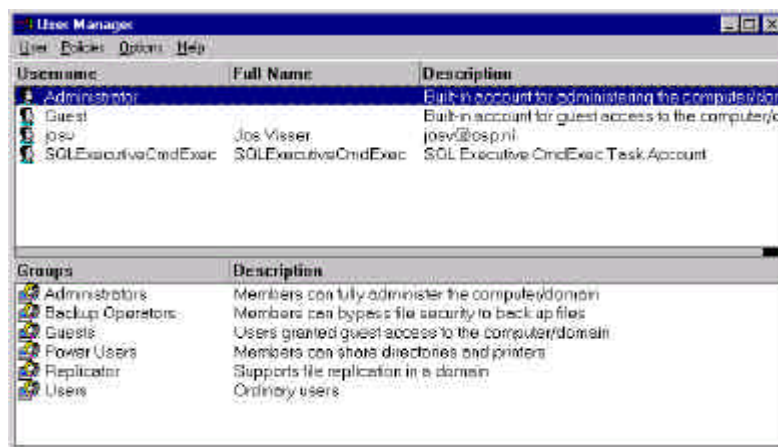 User Manager
User Policies Options Help
Username Full Name Description
Administrator Built-in account for administering the computer/dom
Guest Built-in account for guest access to the computer/d
josv Jos Visser josv@osp.nl
SQLExecutiveCmdExec SQLExecutiveCmdExec SQL Executive CmdExec Task Account
Groups Description
Administrators Members can fully administer the computer/domain
Backup Operators Members can bypass file security to back up files
Guests Users granted guest access to the computer/domain
Power Users Members can share directories and printers
Replicator Supports file replication in a domain
Users Ordinary users